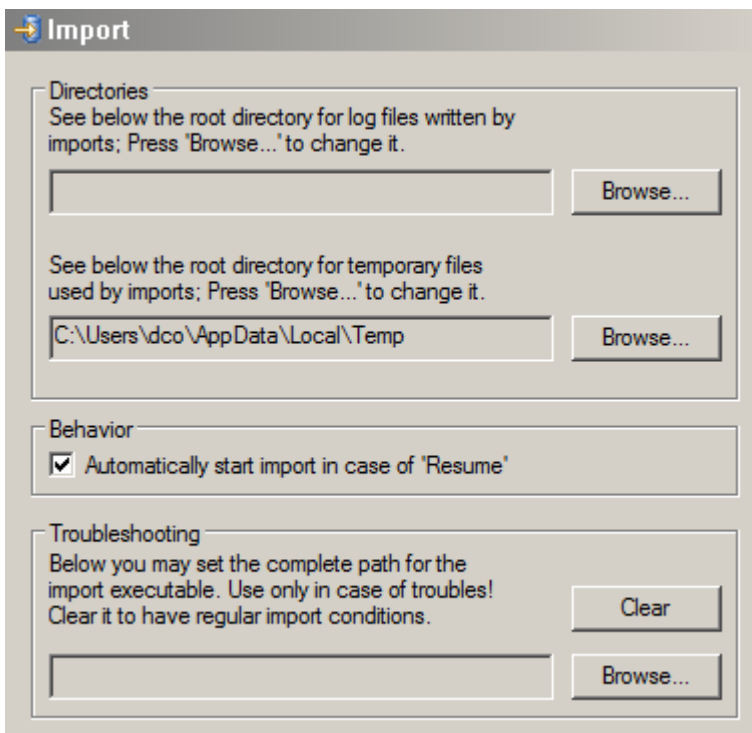 Import
Directories
See below the root directory for log files written by
imports; Press 'Browse...' to change it.
Browse...
See below the root directory for temporary files
used by imports; Press 'Browse...' to change it.
C:\Users\dco\AppData\Local\Temp
Browse...
Behavior
Automatically start import in case of 'Resume'
Troubleshooting
Below you may set the complete path for the
import executable. Use only in case of troubles!
Clear it to have regular import conditions.
Clear
Browse...